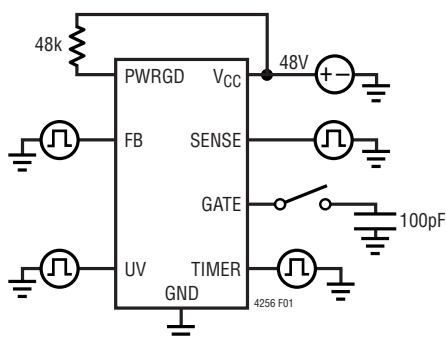 48k
PWRGD
VCC
48V
FB
SENSE
GATE
100pF
UV
TIMER
GND
4256 F01